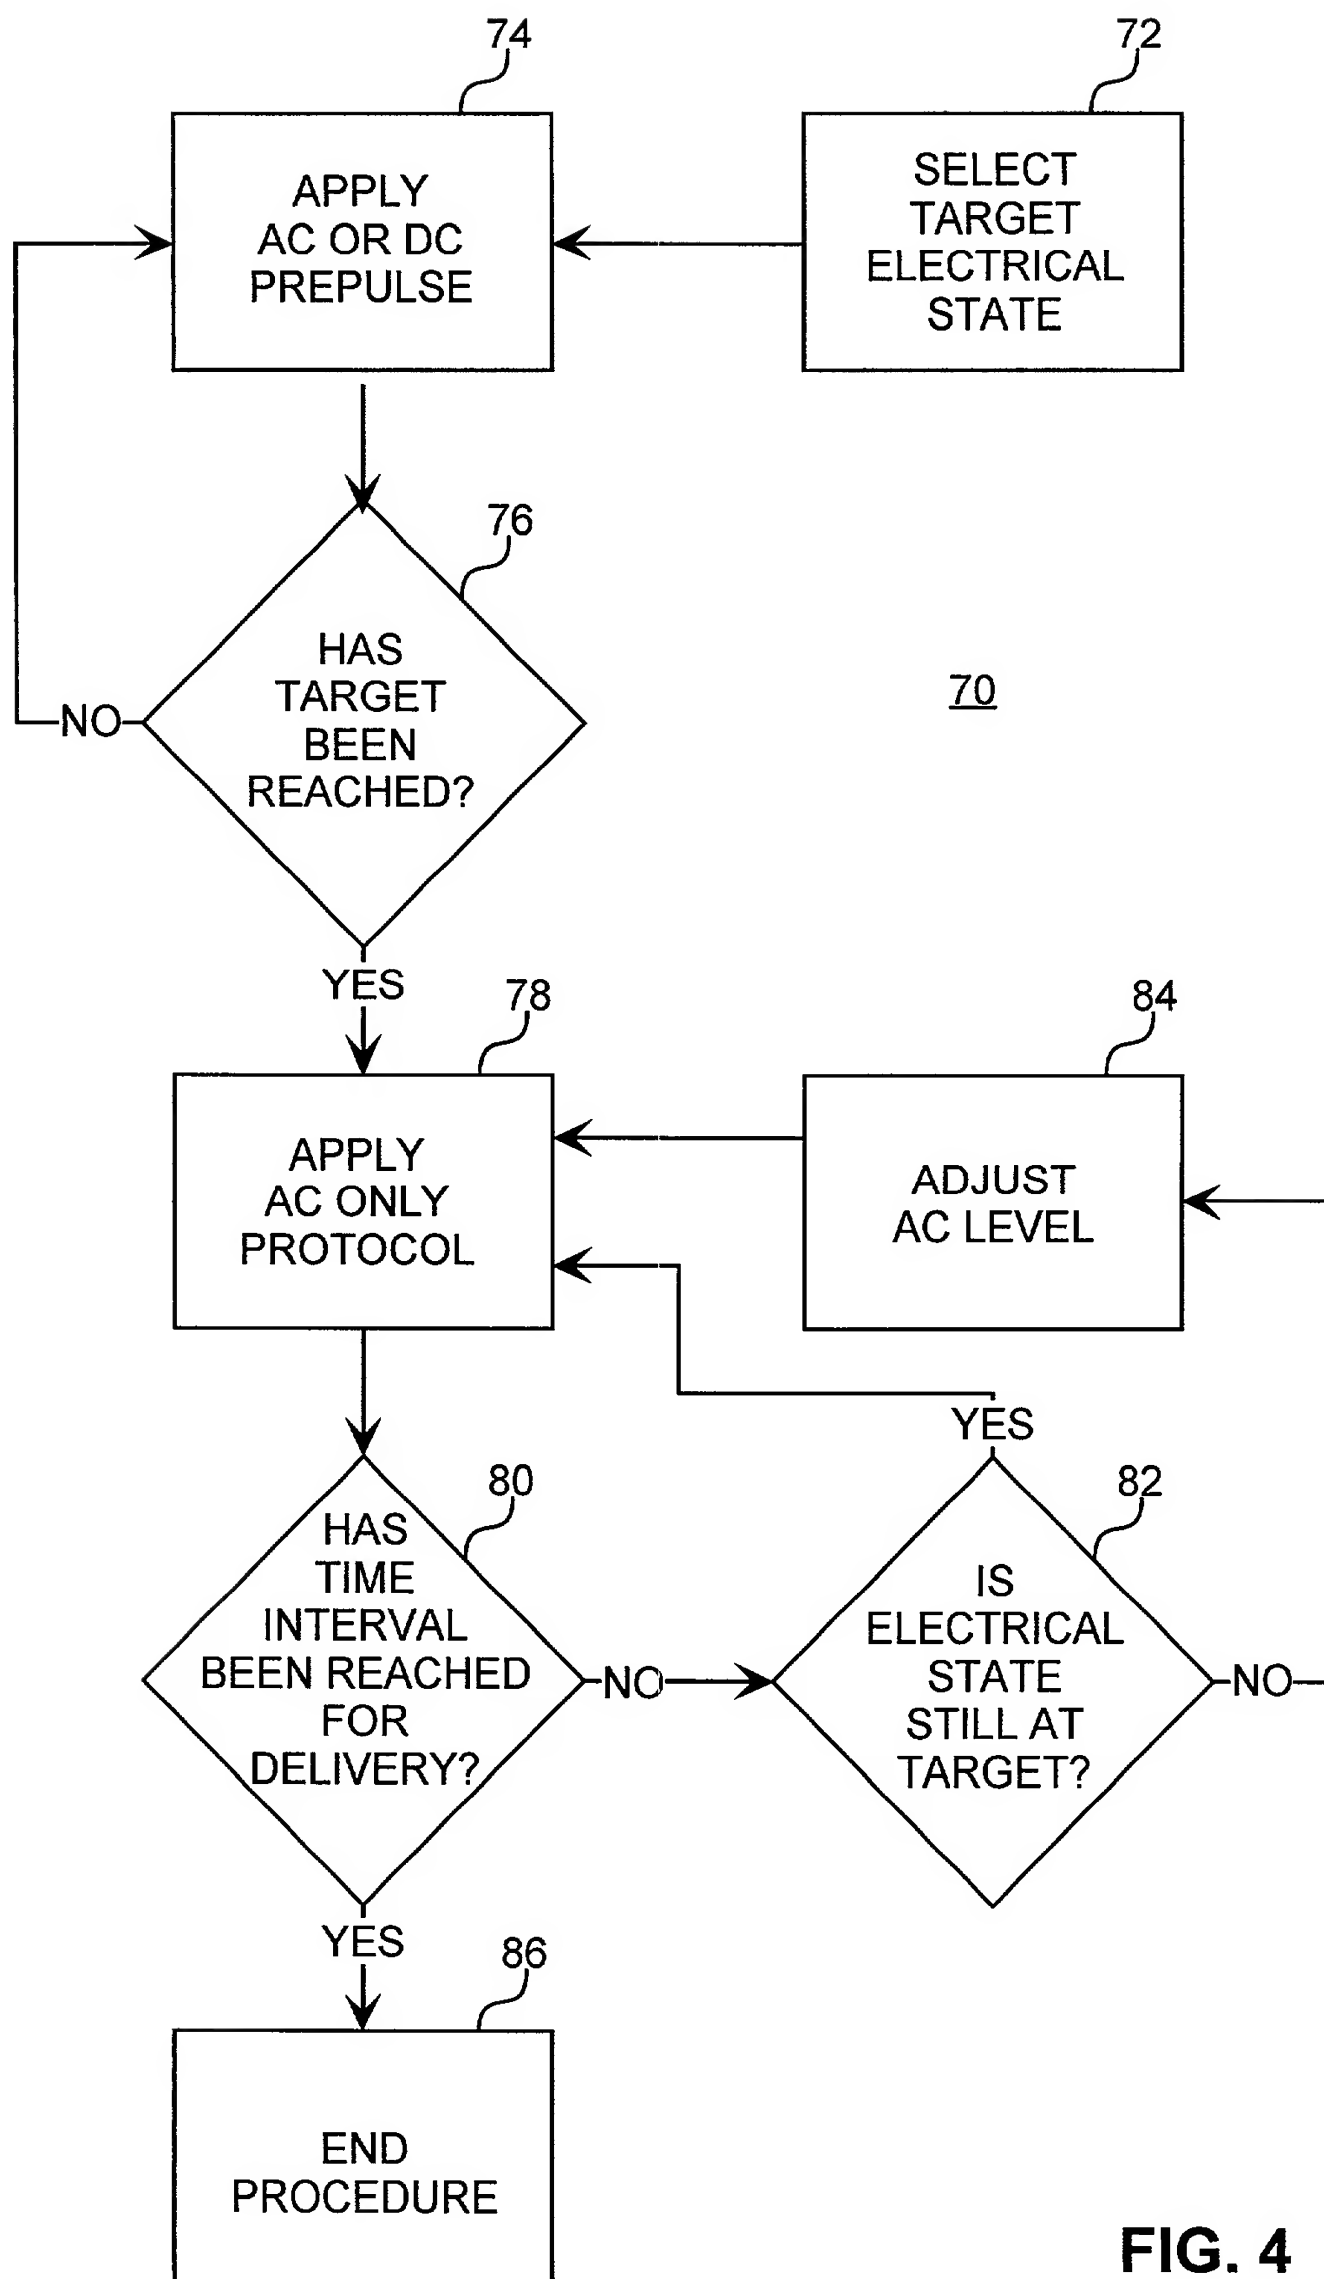 74
72
APPLY
AC OR DC
PREPULSE
SELECT
TARGET
ELECTRICAL
STATE
76
HAS
TARGET
BEEN
REACHED?
NO
70
YES
78
84
APPLY
AC ONLY
PROTOCOL
ADJUST
AC LEVEL
YES
80
82
HAS
TIME
INTERVAL
BEEN REACHED
FOR
DELIVERY?
NO
IS
ELECTRICAL
STATE
STILL AT
TARGET?
NO
YES
86
END
PROCEDURE
FIG. 4